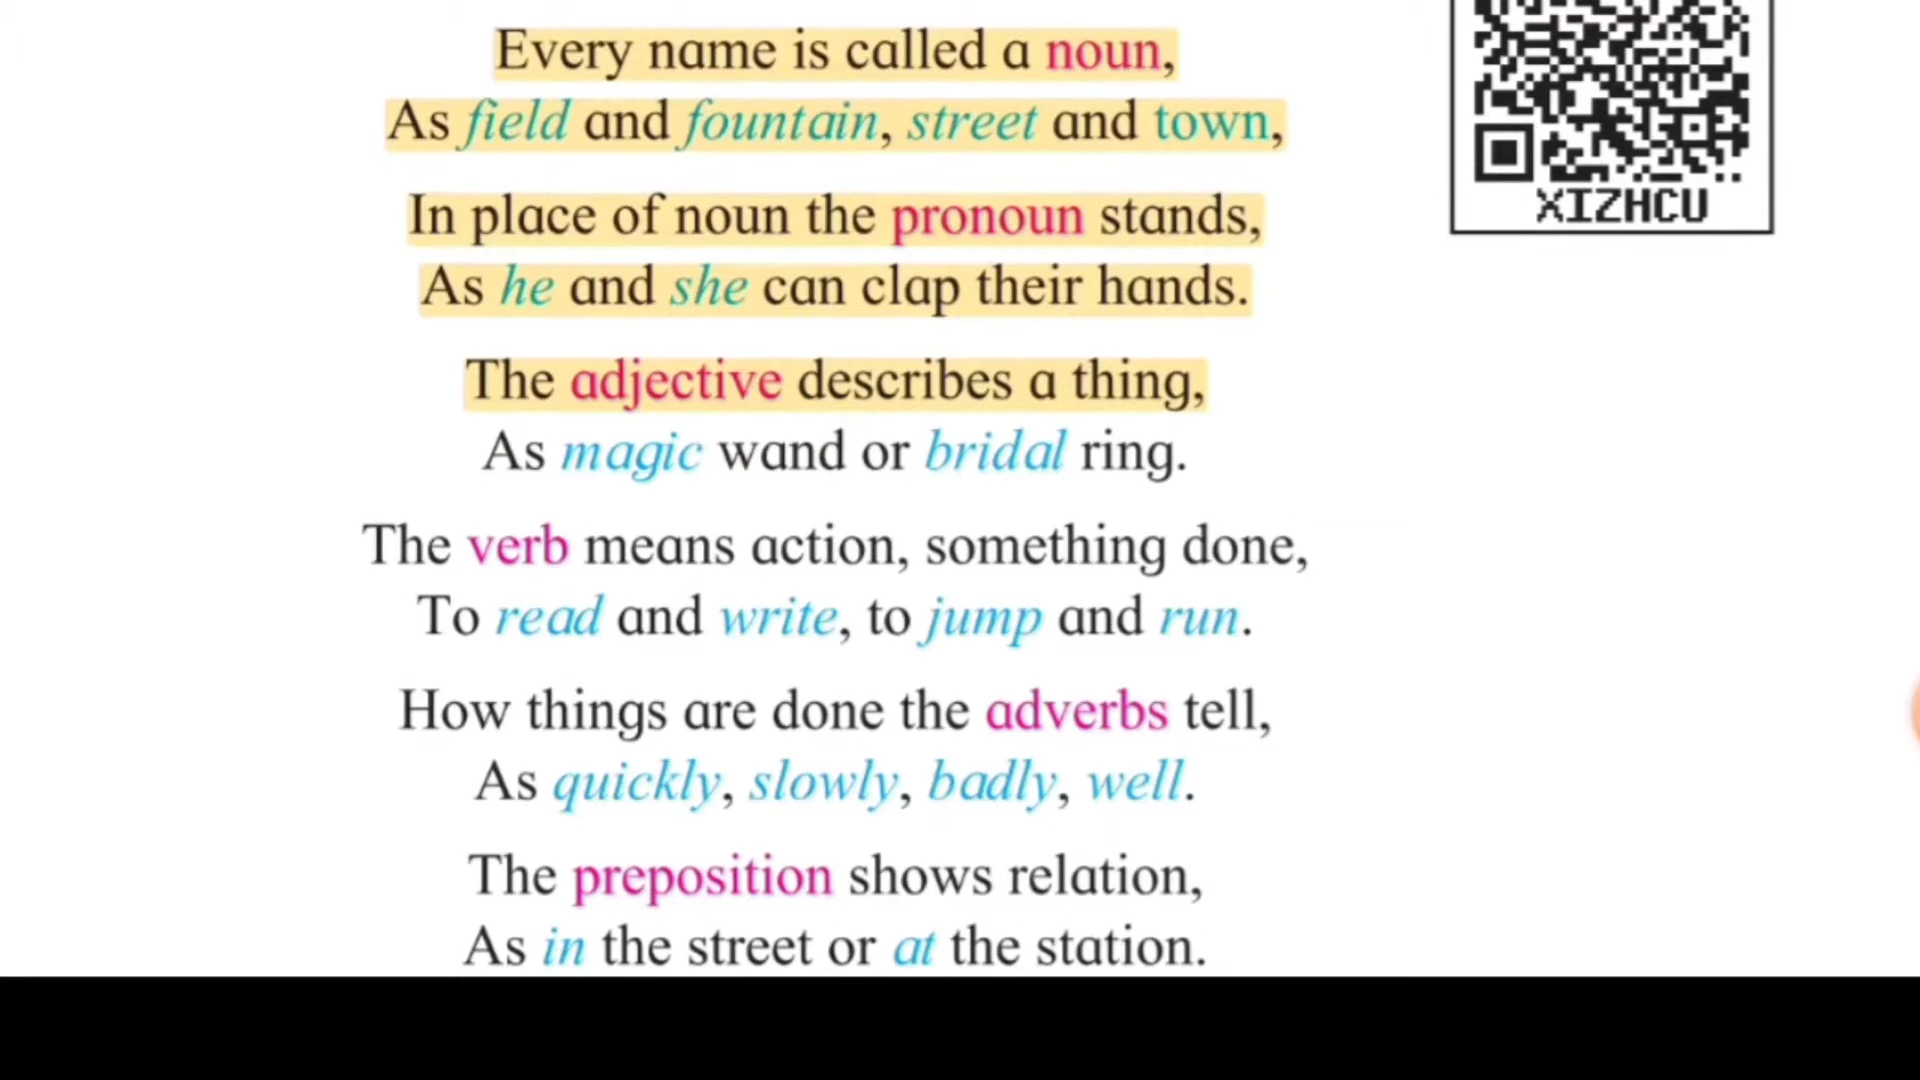 Every name is called a noun,
As field and fountain, street and town,
In place of noun the pronoun stands,
As he and she can clap their hands.
The adjective describes a thing,
As magic wand or bridal ring.
The verb means action, something done,
To read and write, to jump and run.
How things are done the adverbs tell,
As quickly, slowly, badly, well.
The preposition shows relation,
As in the street or at the station.
XIZHCU